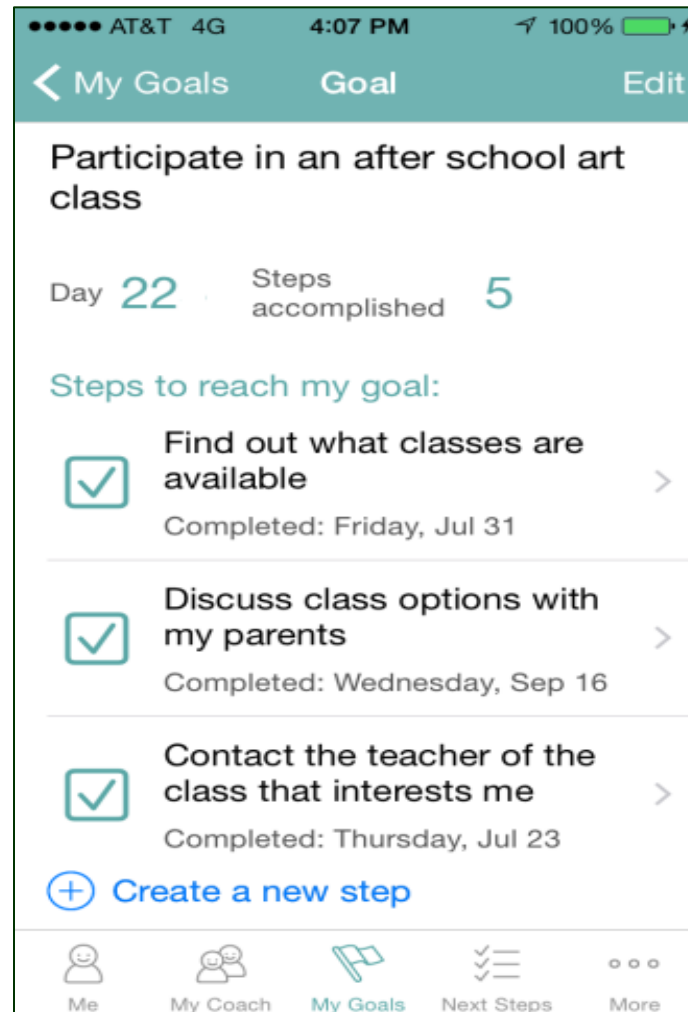 AT&T 4G 4:07 PM 100%
My Goals Goal Edit
Participate in an after school art
class
Day 22 Steps accomplished 5
Steps to reach my goal:
Find out what classes are
available
Completed: Friday, Jul 31
Discuss class options with
my parents
Completed: Wednesday, Sep 16
Contact the teacher of the
class that interests me
Completed: Thursday, Jul 23
Create a new step
Me My Coach My Goals Next Steps More